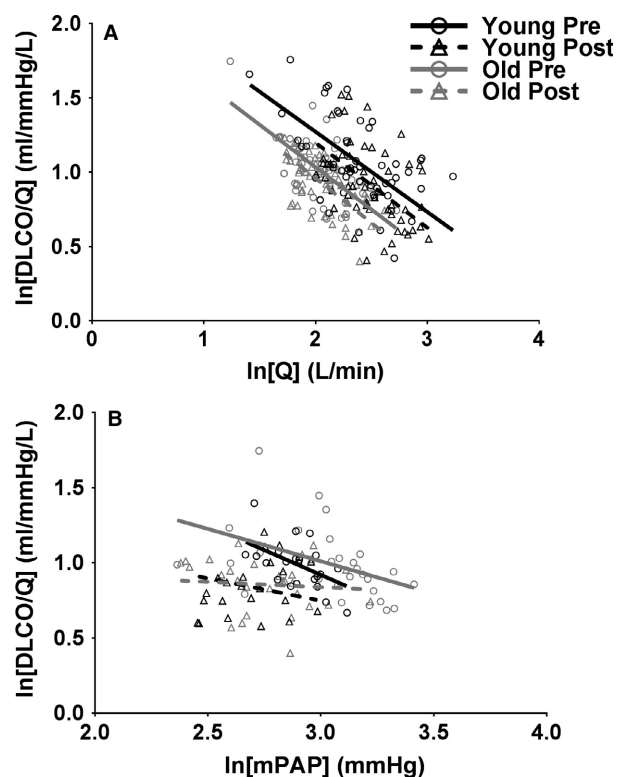 A
Young Pre
Young Post
Old Pre
Old Post
2.0
1.5
1.0
0.5
0.0
0
1
2
3
4
ln[DLCO/Q] (ml/mmHg/L)
ln[Q] (L/min)
B
2.0
1.5
1.0
0.5
0.0
2.0
2.5
3.0
3.5
4.0
ln[DLCO/Q] (ml/mmHg/L)
ln[mPAP] (mmHg)